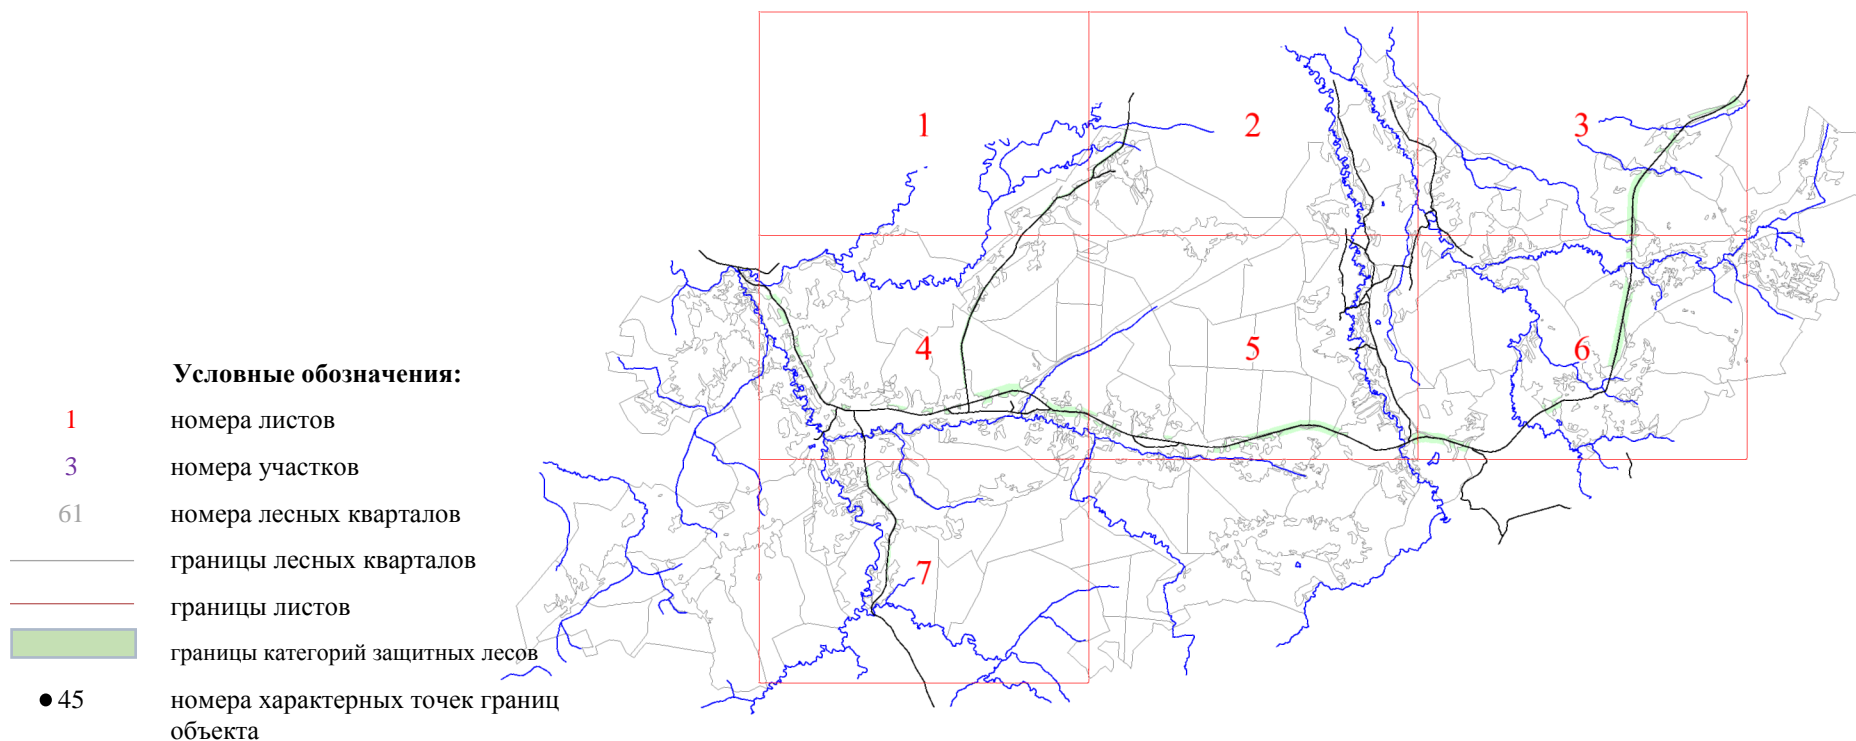 Условные обозначения:
1 номера листов
3 номера участков
61 номера лесных кварталов
границы лесных кварталов
границы листов
границы категорий защитных лесов
45 номера характерных точек границ
объекта
1 2 3
4 5 6
7